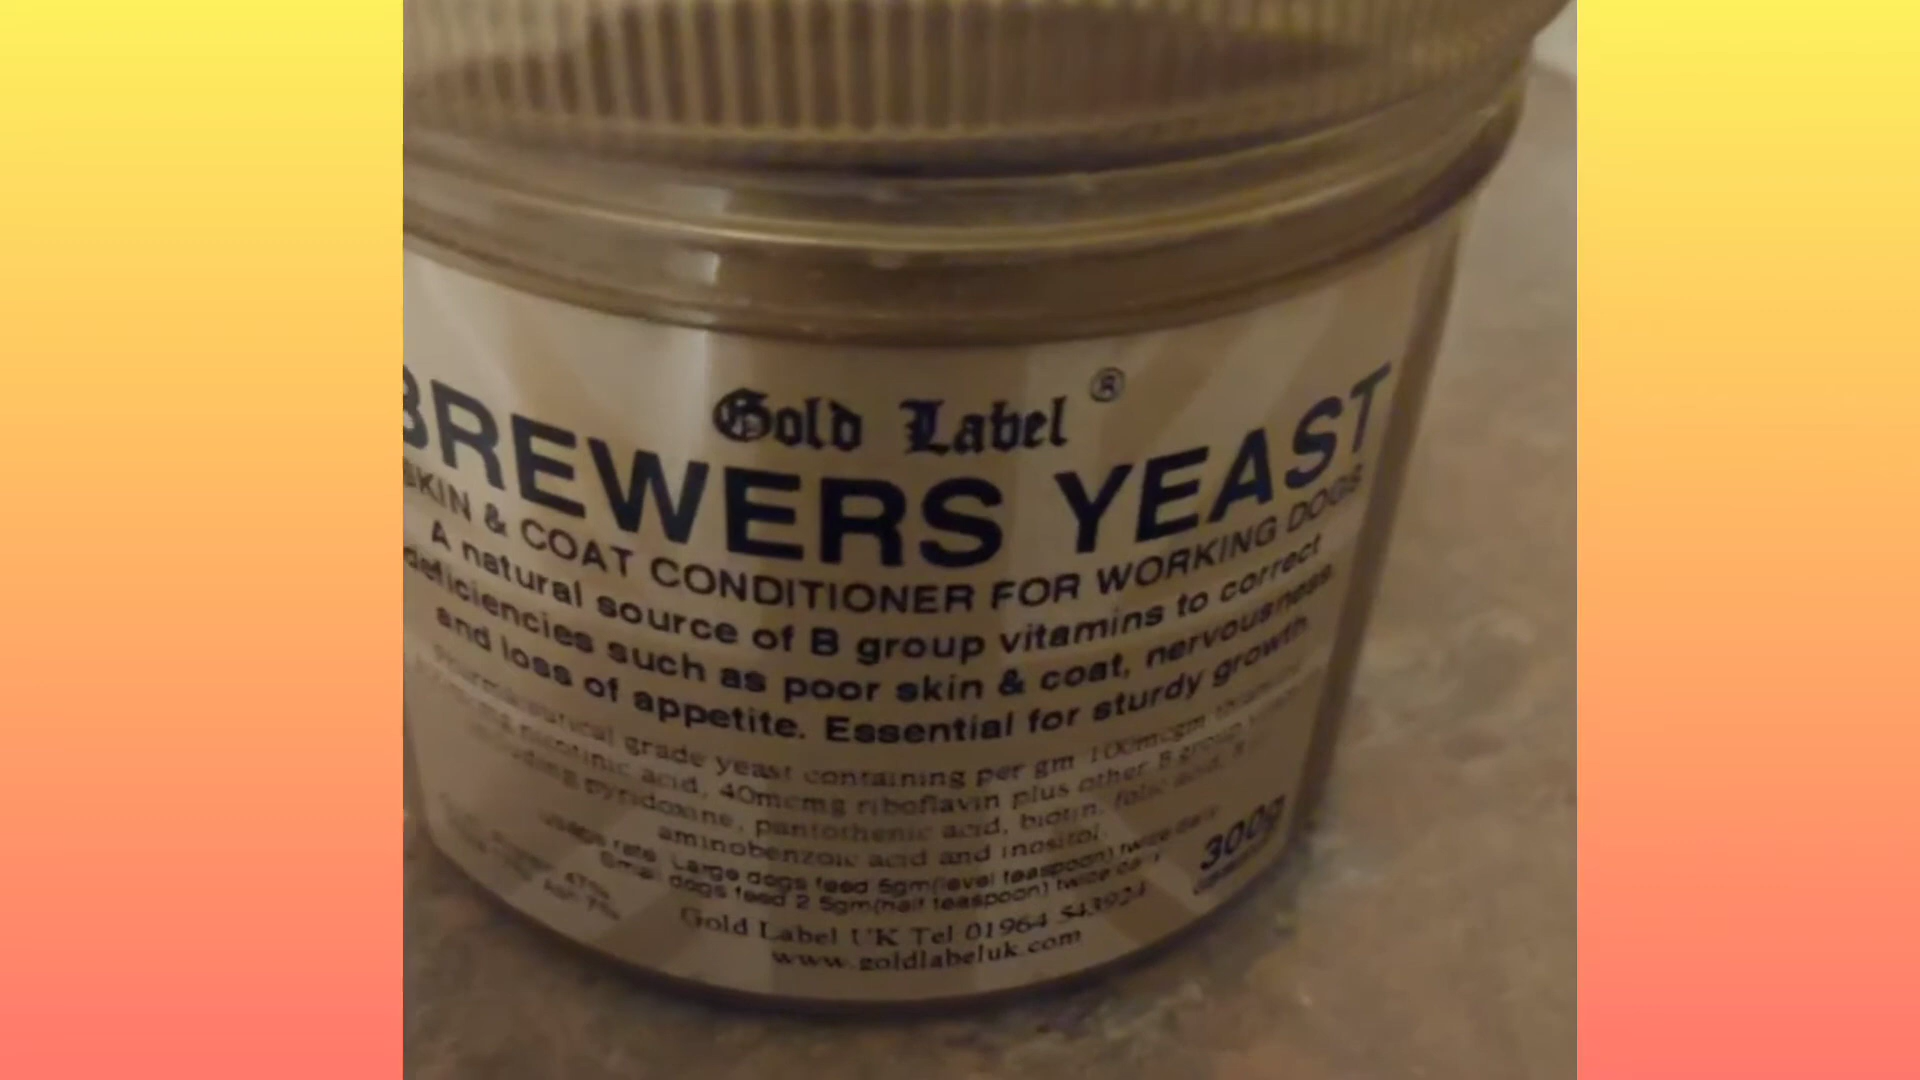 Gold Label ®
BREWERS YEAST
SKIN & COAT CONDITIONER FOR WORKING DOGS
A natural source of B group vitamins to correct
deficiencies such as poor skin & coat, nervousness
and loss of appetite. Essential for sturdy growth.
grade yeast containing per gm 100mcgm
nicotinic acid, 40mcmg riboflavin plus other B group
pyridoxine, pantothenic acid, biotin, folic acid,
aminobenzoic acid and inositol.
300g
Large dogs feed 5gm(level teaspoon) twice daily
Small dogs feed 2.5gm(half teaspoon) twice daily
Gold Label UK Tel 01964 543924
www.goldlabeluk.com